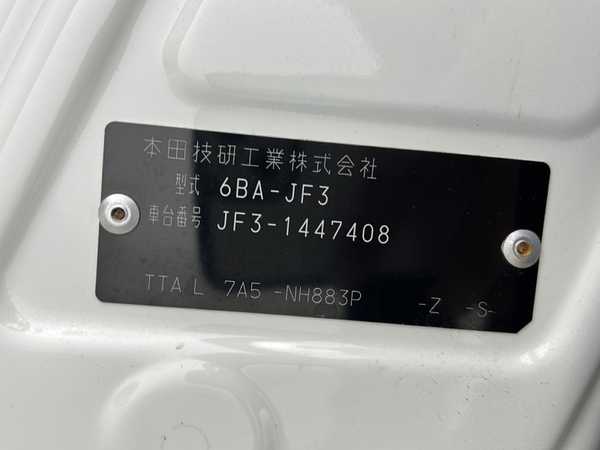 本田技研工業株式会社
型式 6BA-JF3
車台番号 JF3-1447408
TTA L 7A5 -NH883P -Z -S-